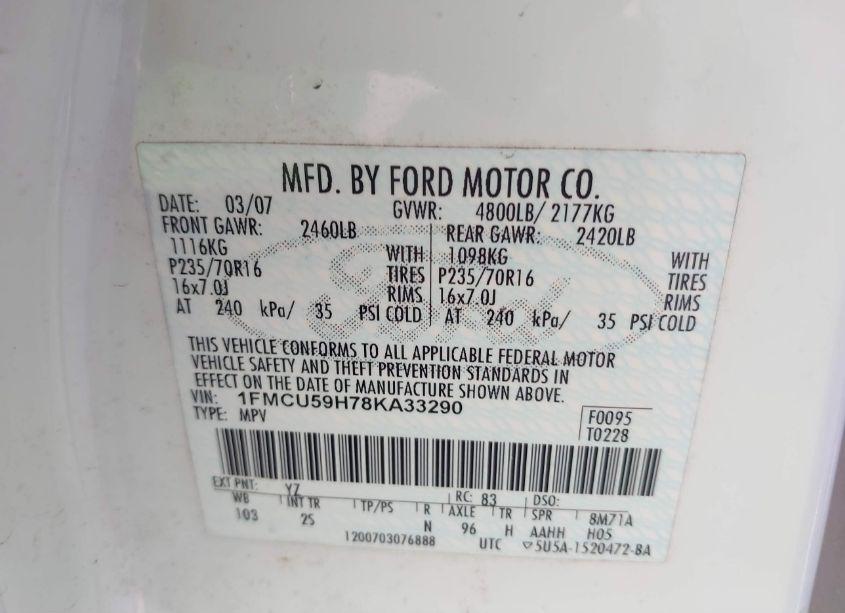 MFD. BY FORD MOTOR CO.
DATE: 03/07 GVWR: 4800LB/ 2177KG
FRONT GAWR: 2460LB REAR GAWR: 2420LB
1116KG WITH 1098KG WITH
P235/70R16 TIRES P235/70R16 TIRES
16x7.0J RIMS 16x7.0J RIMS
AT 240 kPa/ 35 PSI COLD AT 240 kPa/ 35 PSI COLD
THIS VEHICLE CONFORMS TO ALL APPLICABLE FEDERAL MOTOR
VEHICLE SAFETY AND THEFT PREVENTION STANDARDS IN
EFFECT ON THE DATE OF MANUFACTURE SHOWN ABOVE.
VIN: 1FMCU59H78KA33290
TYPE: MPV
F0095
T0228
EXT PNT: YZ RC: 83 DSO:
WB INT TR TP/PS R AXLE TR SPR 8M71A
103 2S N 96 H AAHH H05
1200703076888 UTC ▽5U5A-1520472-BA